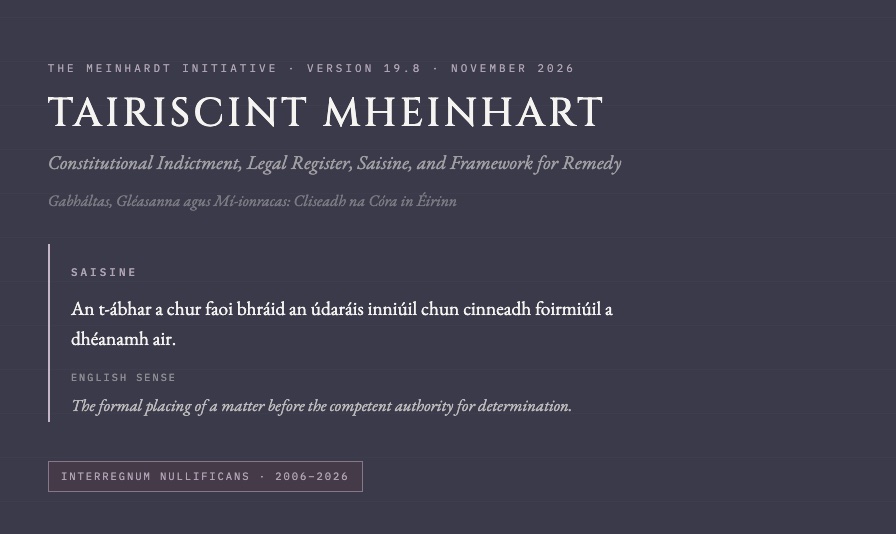 THE MEINHARDT INITIATIVE · VERSION 19.8 · NOVEMBER 2026
TAIRISCINT MHEINHART
Constitutional Indictment, Legal Register, Saisine, and Framework for Remedy
Gabháltas, Gléasanna agus Mí-ionracas: Cliseadh na Córa in Éirinn
SAISINE
An t-ábhar a chur faoi bhráid an údaráis inniúil chun cinneadh foirmiúil a
dhéanamh air.
ENGLISH SENSE
The formal placing of a matter before the competent authority for determination.
INTERREGNUM NULLIFICANS · 2006–2026